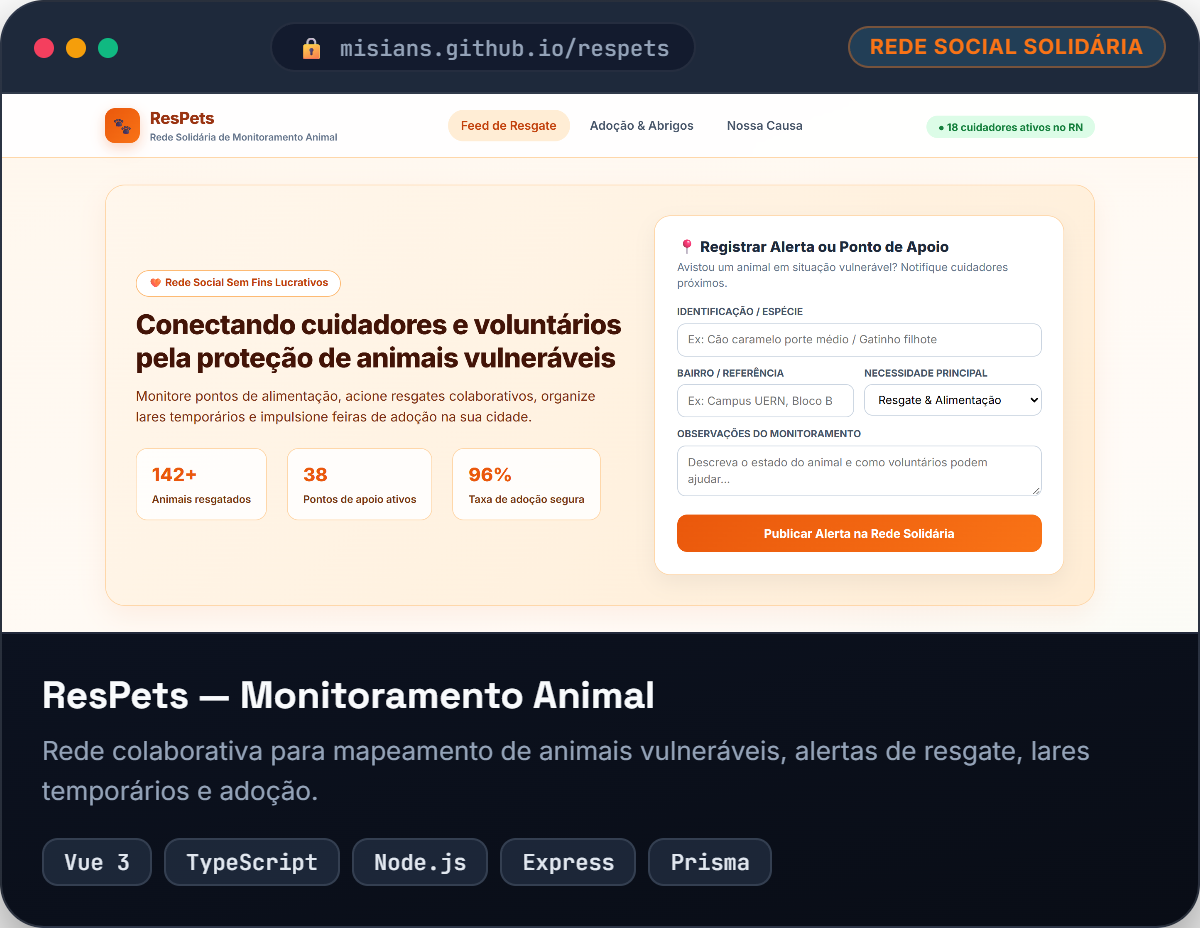 misians.github.io/respets
REDE SOCIAL SOLIDÁRIA
ResPets
Rede Solidária de Monitoramento Animal
Feed de Resgate
Adoção & Abrigos
Nossa Causa
● 18 cuidadores ativos no RN
Rede Social Sem Fins Lucrativos
Conectando cuidadores e voluntários
pela proteção de animais vulneráveis
Monitore pontos de alimentação, acione resgates colaborativos, organize
lares temporários e impulsione feiras de adoção na sua cidade.
142+
Animais resgatados
38
Pontos de apoio ativos
96%
Taxa de adoção segura
Registrar Alerta ou Ponto de Apoio
Avistou um animal em situação vulnerável? Notifique cuidadores
próximos.
IDENTIFICAÇÃO / ESPÉCIE
Ex: Cão caramelo porte médio / Gatinho filhote
BAIRRO / REFERÊNCIA
Ex: Campus UERN, Bloco B
NECESSIDADE PRINCIPAL
Resgate & Alimentação
OBSERVAÇÕES DO MONITORAMENTO
Descreva o estado do animal e como voluntários podem
ajudar...
Publicar Alerta na Rede Solidária
ResPets — Monitoramento Animal
Rede colaborativa para mapeamento de animais vulneráveis, alertas de resgate, lares
temporários e adoção.
Vue 3
TypeScript
Node.js
Express
Prisma